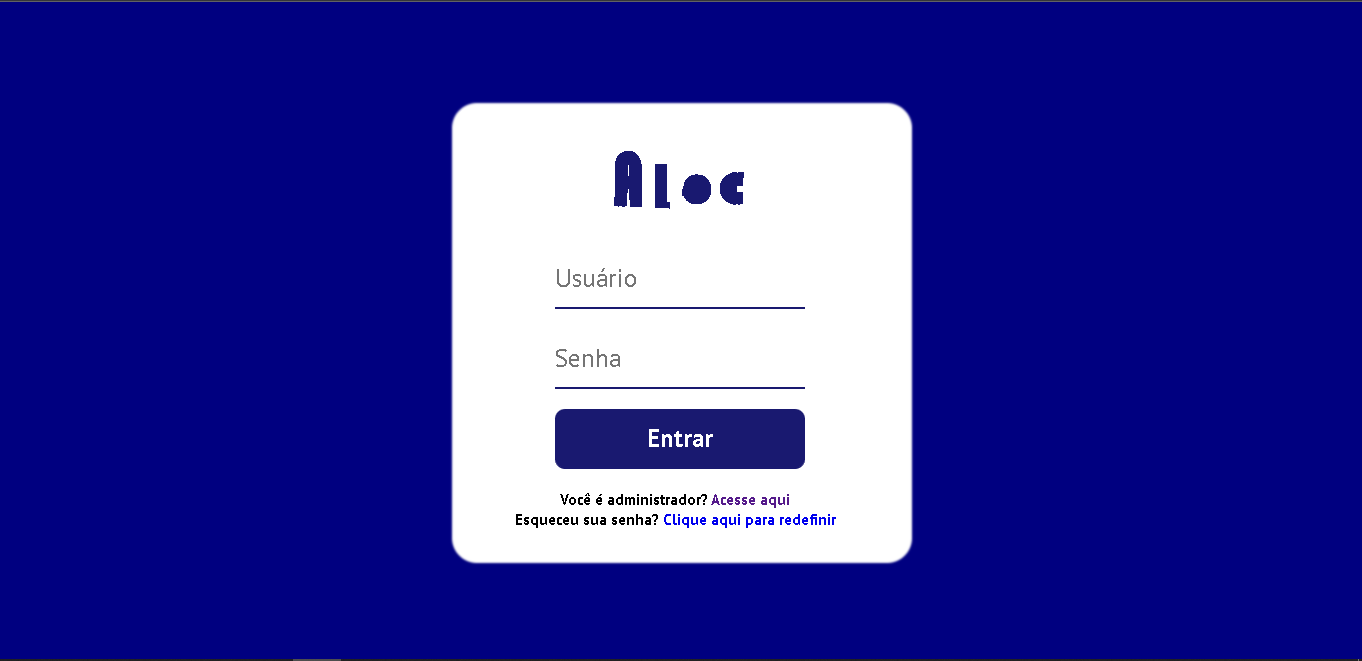 ALOC
Usuário
Senha
Entrar
Você é administrador? Acesse aqui
Esqueceu sua senha? Clique aqui para redefinir